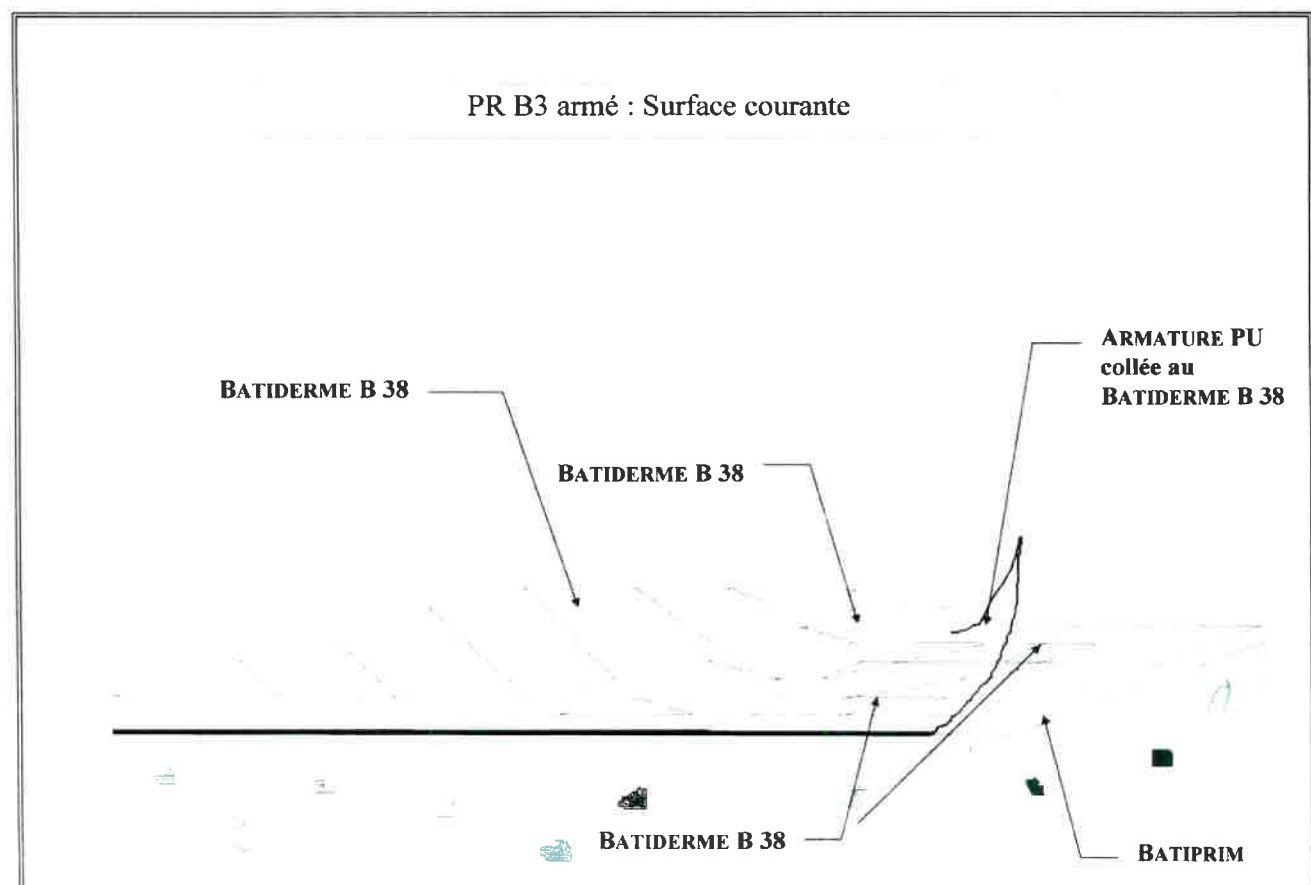 PR B3 armé : Surface courante
ARMATURE PU
collée au
BATIDERME B 38
BATIDERME B 38
BATIDERME B 38
BATIDERME B 38
BATIPRIM